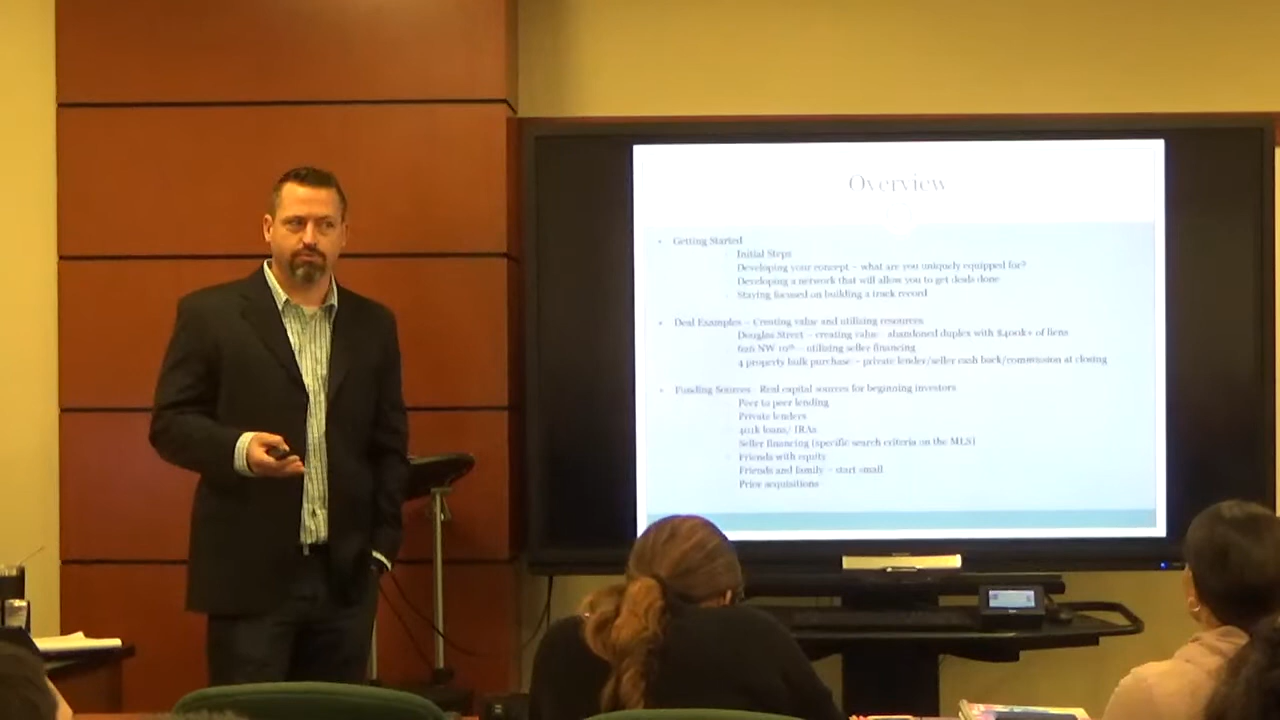 Overview
Getting Started
Initial Steps
Developing your concept – what are you uniquely equipped for?
Developing a network that will allow you to get deals done
Staying focused on building a track record
Deal Examples – Creating value and utilizing resources
Douglas Street – creating value - abandoned duplex with $400k+ of liens
626 NW 10th – utilizing seller financing
4 property bulk purchase – private lender/seller cash back/commission at closing
Funding Sources - Real capital sources for beginning investors
Peer to peer lending
Private lenders
401k loans/ IRAs
Seller financing (specific search criteria on the MLS)
Friends with equity
Friends and family – start small
Prior acquisitions